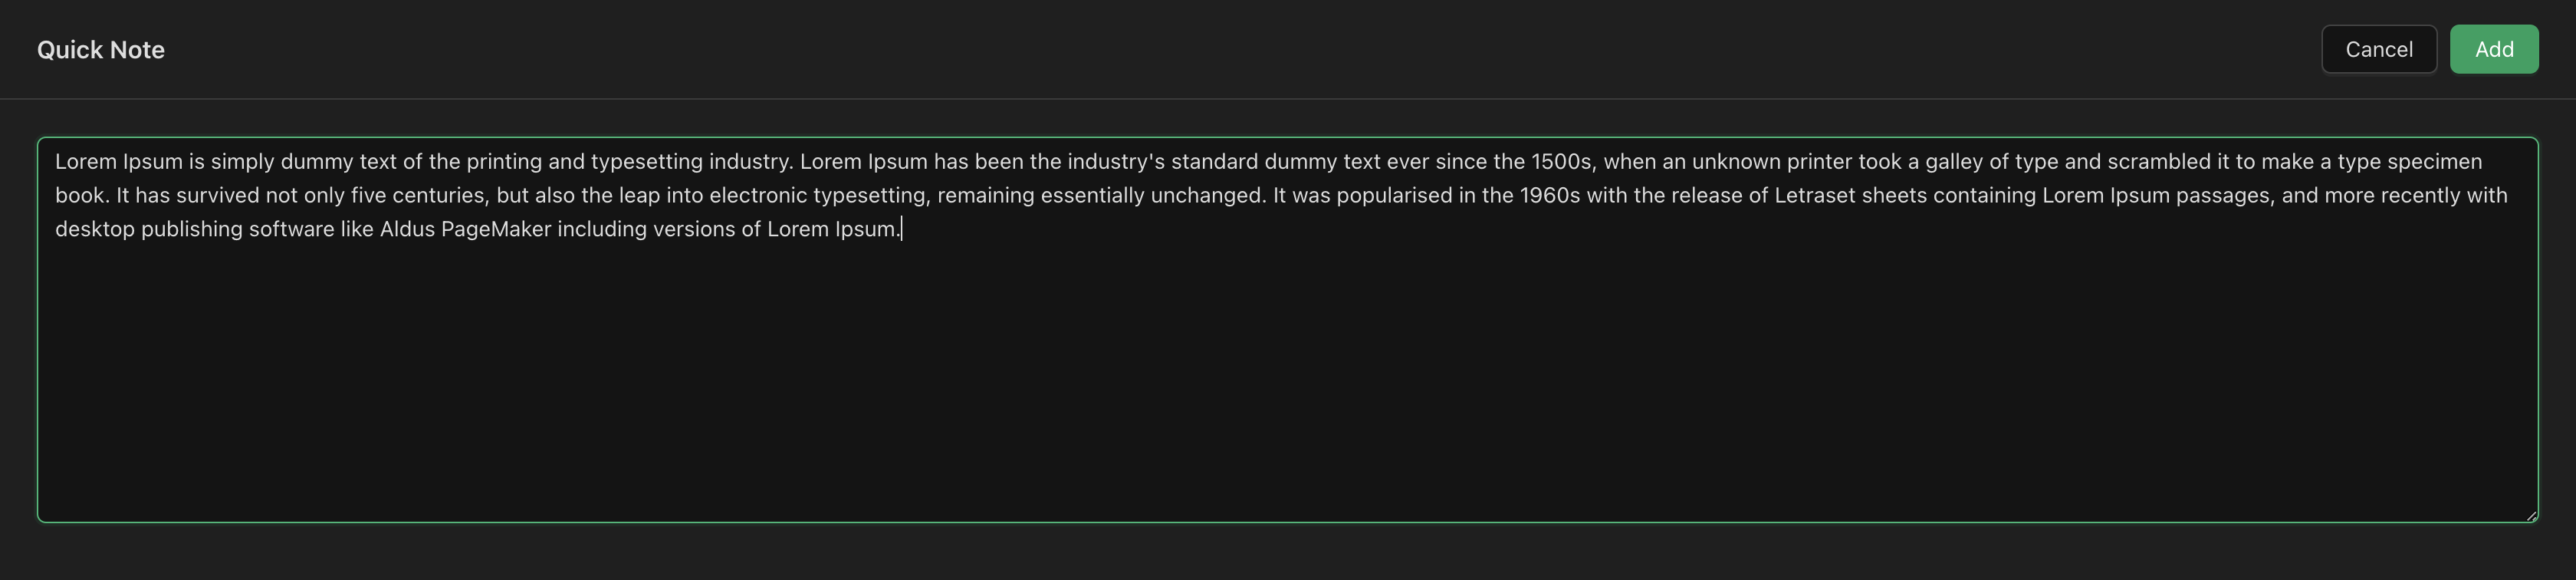 Quick Note
Cancel
Add
Lorem Ipsum is simply dummy text of the printing and typesetting industry. Lorem Ipsum has been the industry's standard dummy text ever since the 1500s, when an unknown printer took a galley of type and scrambled it to make a type specimen
book. It has survived not only five centuries, but also the leap into electronic typesetting, remaining essentially unchanged. It was popularised in the 1960s with the release of Letraset sheets containing Lorem Ipsum passages, and more recently with
desktop publishing software like Aldus PageMaker including versions of Lorem Ipsum.